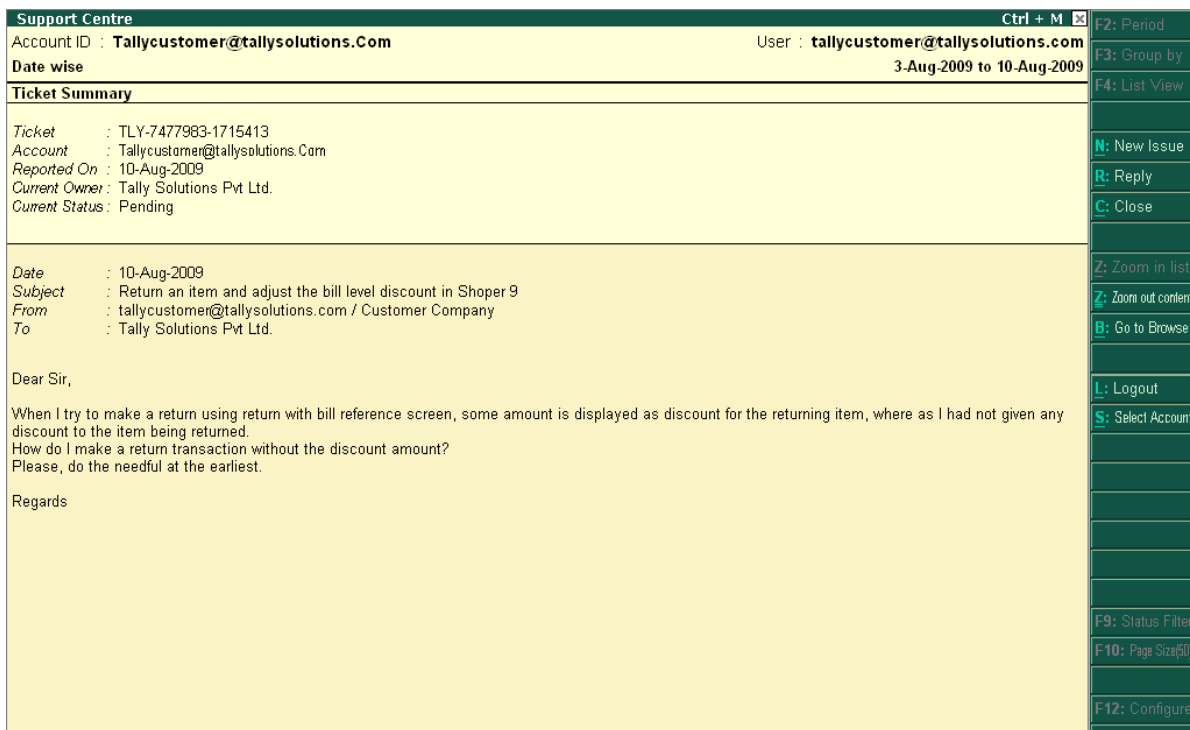 Support Centre Ctrl + M
Account ID : Tallycustomer@tallysolutions.Com User : tallycustomer@tallysolutions.com
Date wise 3-Aug-2009 to 10-Aug-2009
Ticket Summary
Ticket : TLY-7477983-1715413
Account : Tallycustomer@tallysolutions.Com
Reported On : 10-Aug-2009
Current Owner : Tally Solutions Pvt Ltd.
Current Status : Pending
Date : 10-Aug-2009
Subject : Return an item and adjust the bill level discount in Shoper 9
From : tallycustomer@tallysolutions.com / Customer Company
To : Tally Solutions Pvt Ltd.
Dear Sir,
When I try to make a return using return with bill reference screen, some amount is displayed as discount for the returning item, where as I had not given any
discount to the item being returned.
How do I make a return transaction without the discount amount?
Please, do the needful at the earliest.
Regards
F2: Period
F3: Group by
F4: List View
N: New Issue
R: Reply
C: Close
Z: Zoom in list
Z: Zoom out conten
B: Go to Browse
L: Logout
S: Select Account
F9: Status Filter
F10: Page Size(50)
F12: Configure